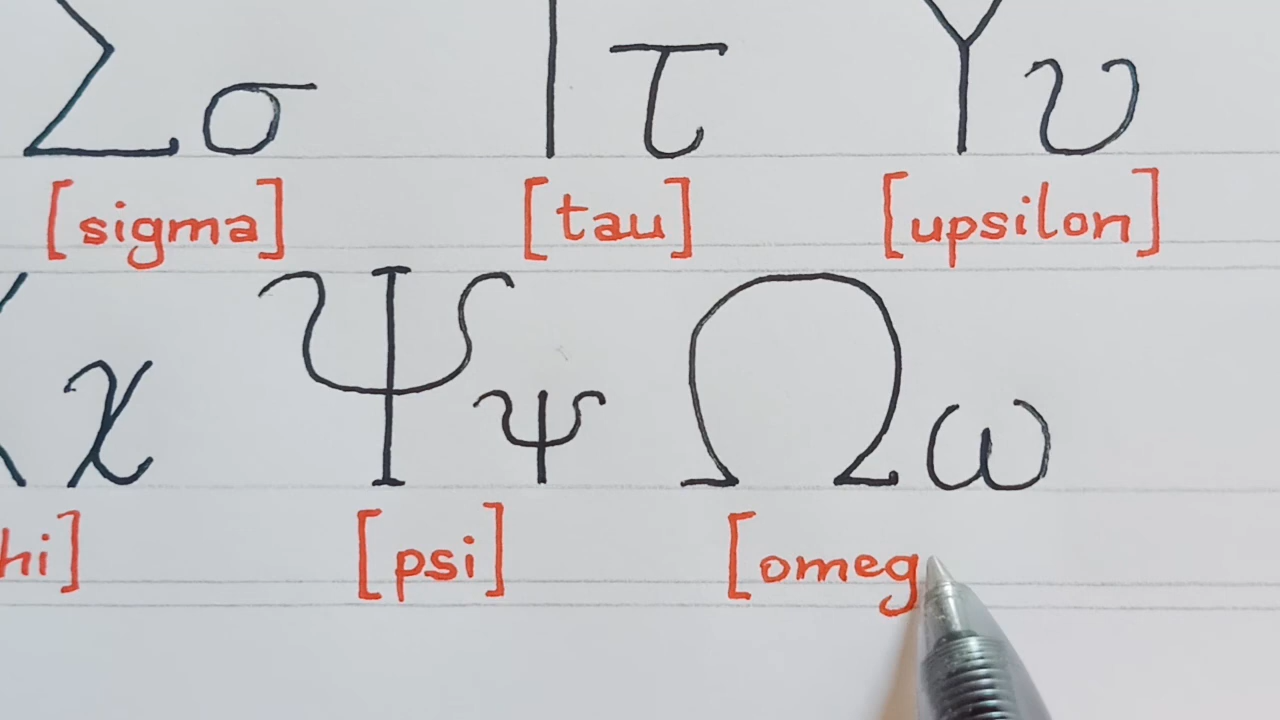 Σσ Ττ Υυ
[sigma] [tau] [upsilon]
χ Ψψ Ωω
hi] [psi] [omeg